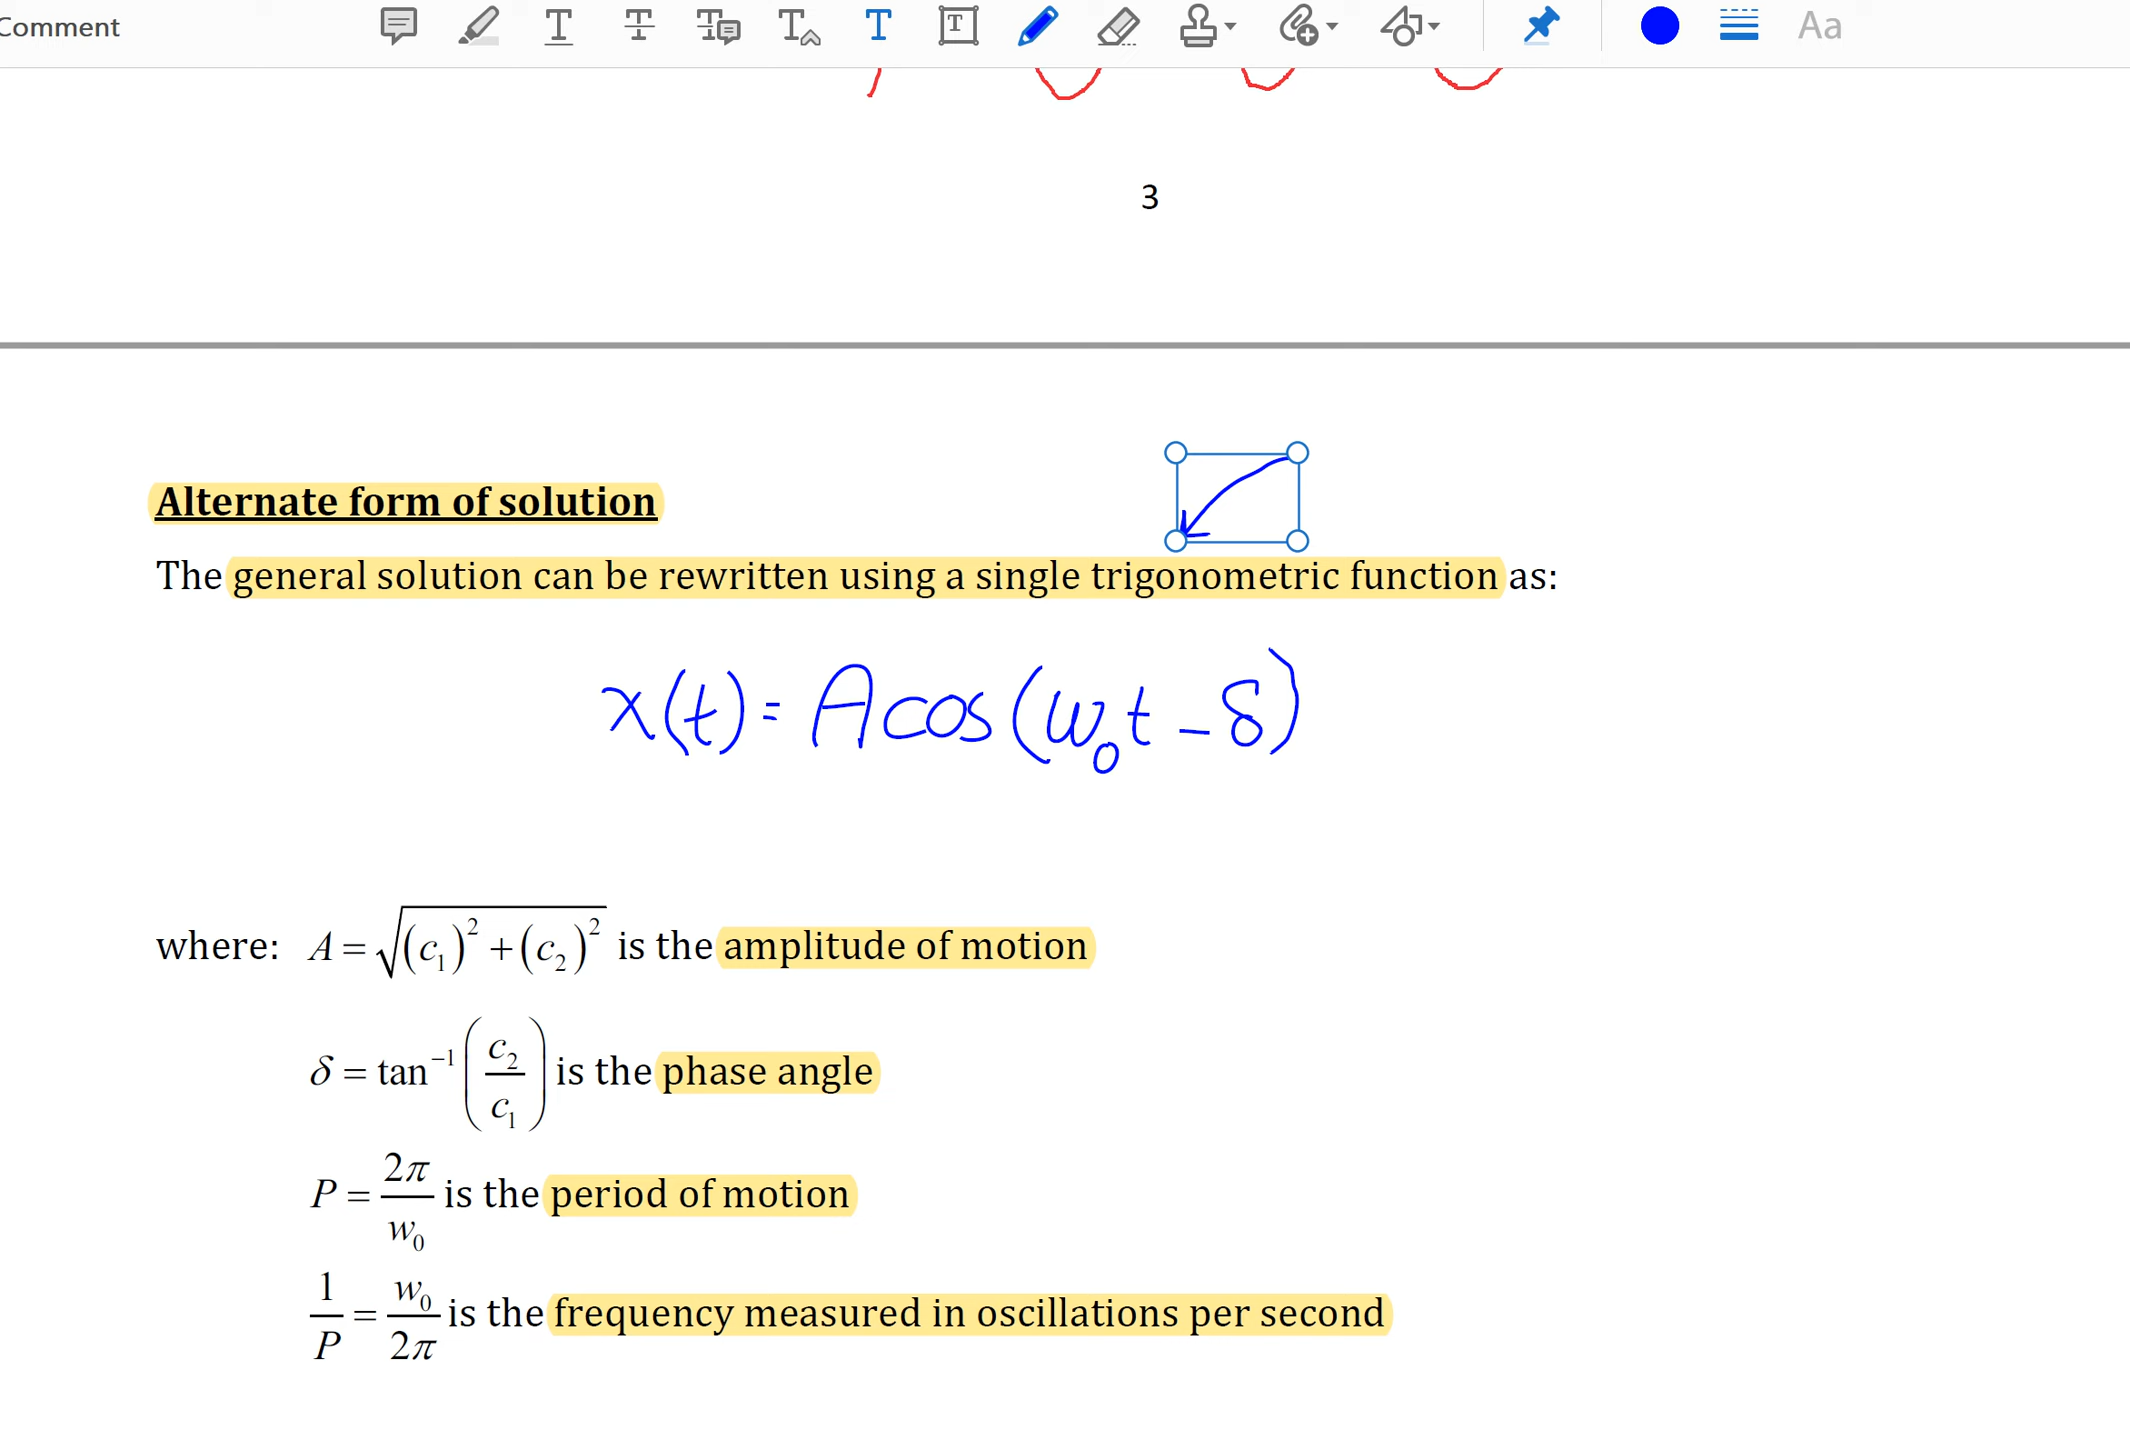 Comment
Aa
3
Alternate form of solution
The general solution can be rewritten using a single trigonometric function as:
x(t) = A cos(w₀t − δ)
where: A = √((c₁)² + (c₂)²) is the amplitude of motion
δ = tan⁻¹(c₂/c₁) is the phase angle
P = 2π/w₀ is the period of motion
1/P = w₀/2π is the frequency measured in oscillations per second